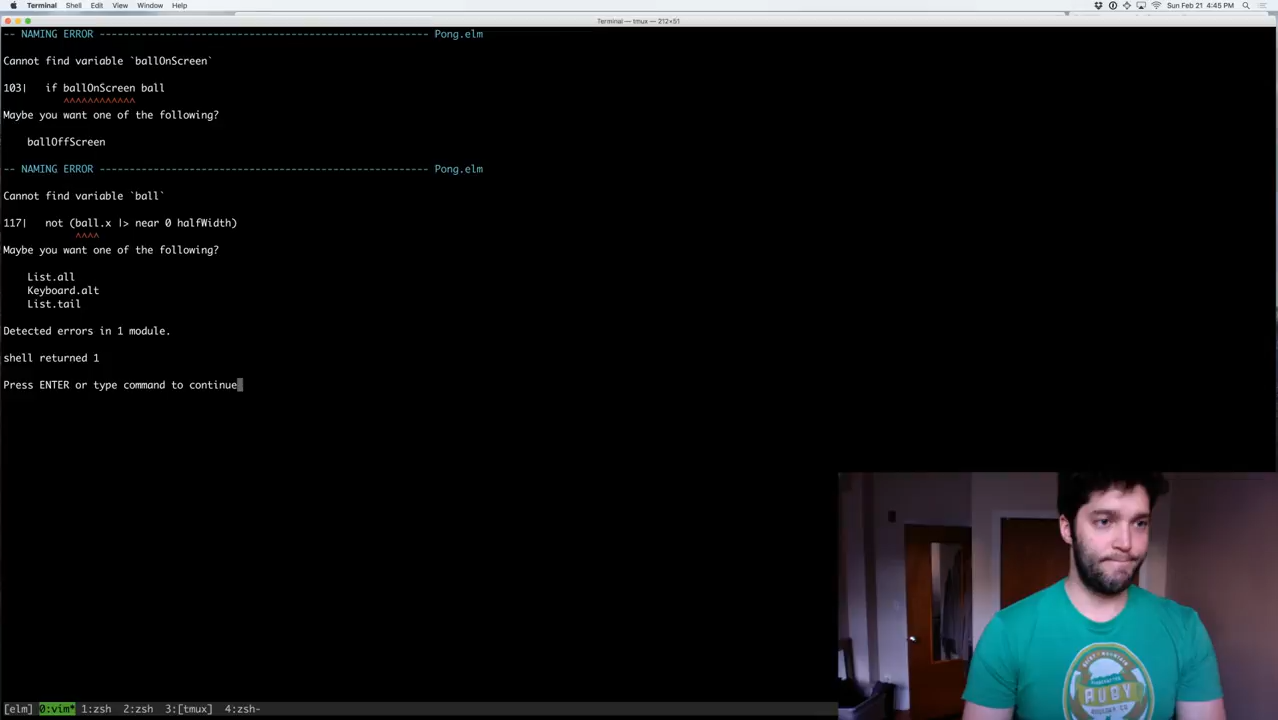 Terminal Shell Edit View Window Help
Sun Feb 21 4:45 PM
Terminal — tmux — 212×51
-- NAMING ERROR ------------------------------------------------------- Pong.elm
Cannot find variable `ballOnScreen`
103|   if ballOnScreen ball
^^^^^^^^^^^^
Maybe you want one of the following?
ballOffScreen
-- NAMING ERROR ------------------------------------------------------- Pong.elm
Cannot find variable `ball`
117|   not (ball.x |> near 0 halfWidth)
^^^^
Maybe you want one of the following?
List.all
Keyboard.alt
List.tail
Detected errors in 1 module.
shell returned 1
Press ENTER or type command to continue
RUBY
[elm] 0:vim* 1:zsh 2:zsh 3:[tmux] 4:zsh-